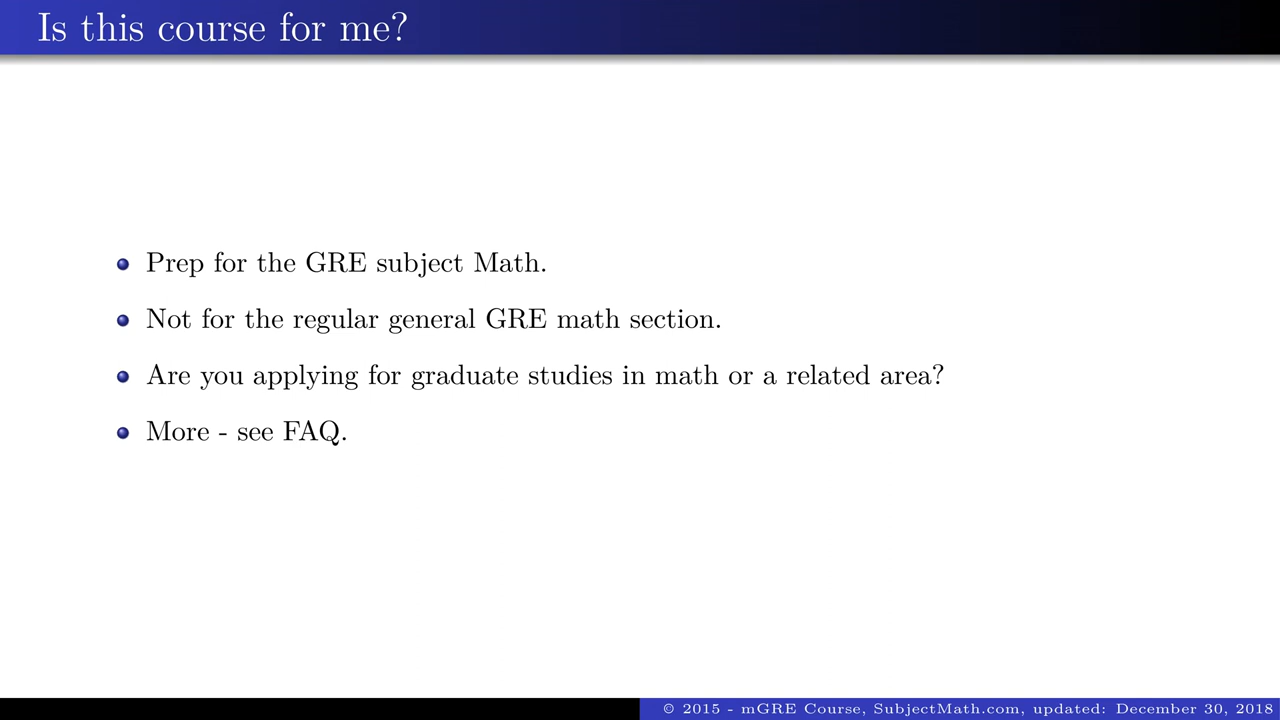 Is this course for me?
Prep for the GRE subject Math.
Not for the regular general GRE math section.
Are you applying for graduate studies in math or a related area?
More - see FAQ.
© 2015 - mGRE Course, SubjectMath.com, updated: December 30, 2018